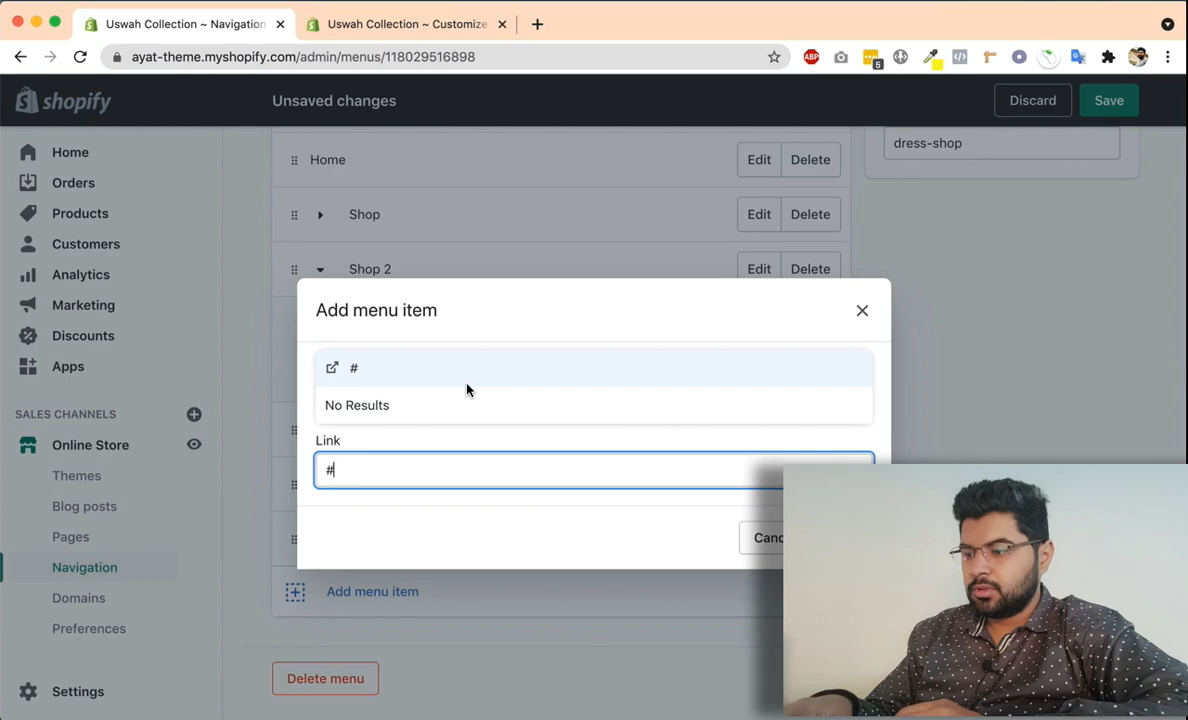 Uswah Collection ~ Navigation
Uswah Collection ~ Customize
ayat-theme.myshopify.com/admin/menus/118029516898
ABP
5
shopify
Unsaved changes
Discard
Save
Home
Orders
Products
Customers
Analytics
Marketing
Discounts
Apps
SALES CHANNELS
Online Store
Themes
Blog posts
Pages
Navigation
Domains
Preferences
Settings
dress-shop
Home
Edit
Delete
Shop
Edit
Delete
Shop 2
Edit
Delete
Add menu item
#
No Results
Link
#
Canc
Add menu item
Delete menu